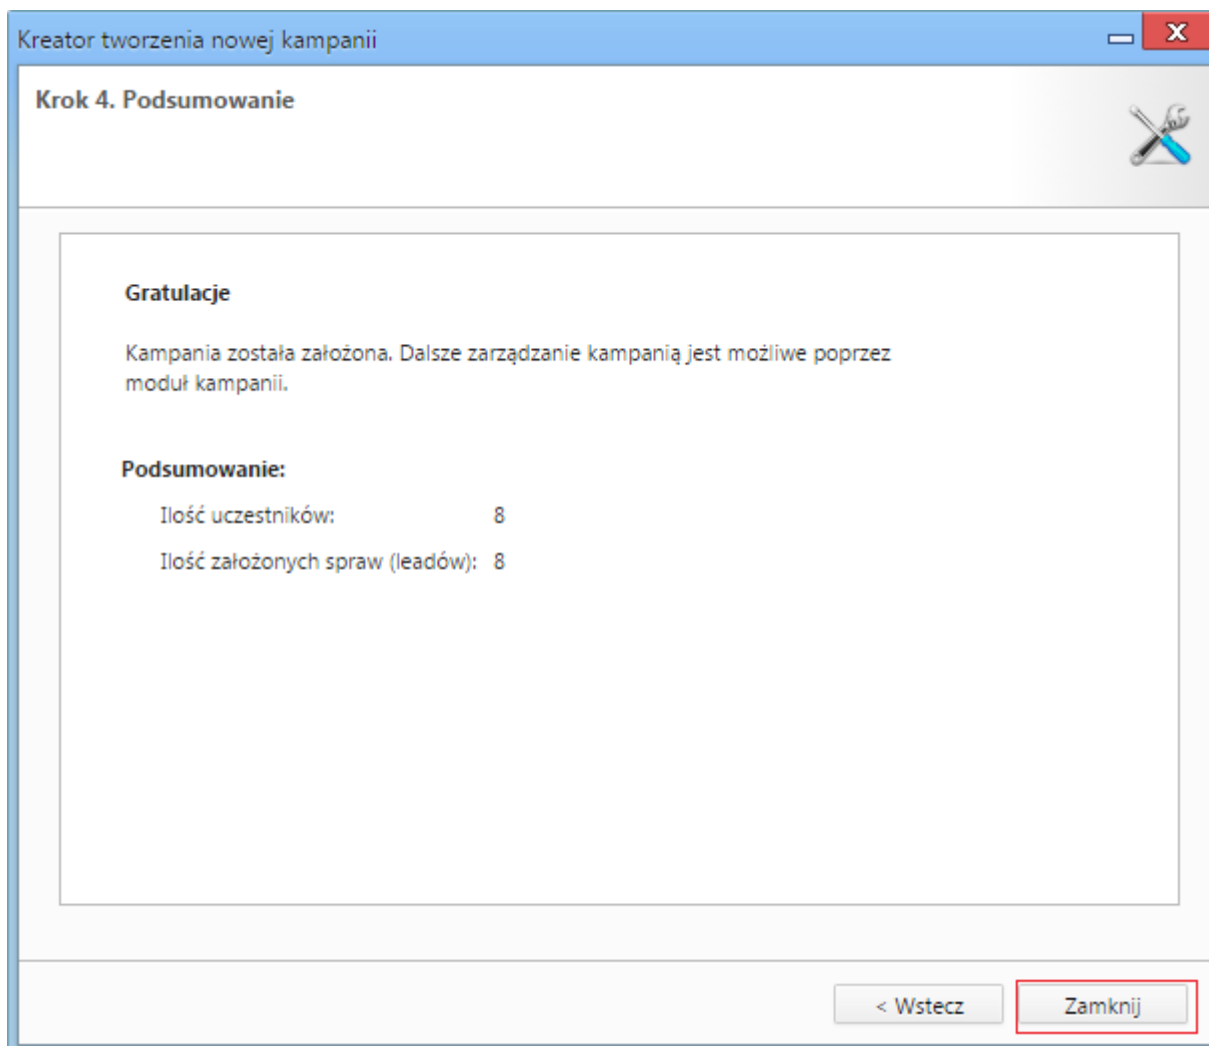 Kreator tworzenia nowej kampanii
Krok 4. Podsumowanie
Gratulacje
Kampania została założona. Dalsze zarządzanie kampanią jest możliwe poprzez
moduł kampanii.
Podsumowanie:
Ilość uczestników: 8
Ilość założonych spraw (leadów): 8
< Wstecz
Zamknij